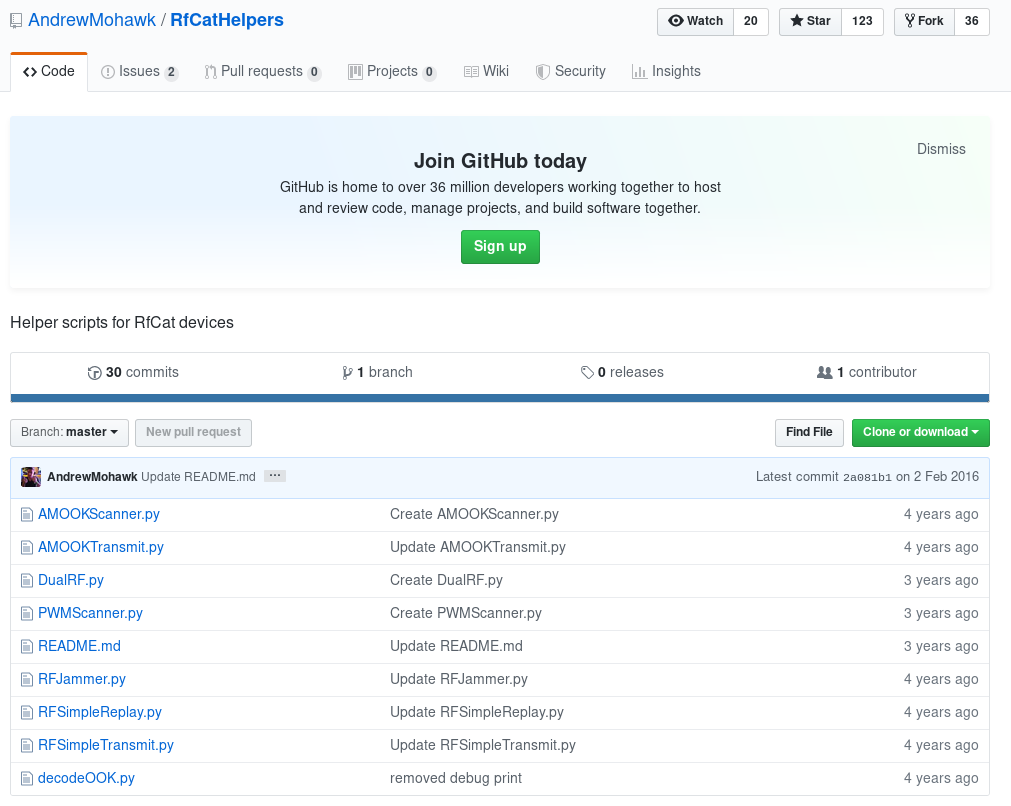 AndrewMohawk / RfCatHelpers Watch 20 Star 123 Fork 36
Code Issues 2 Pull requests 0 Projects 0 Wiki Security Insights
Dismiss
Join GitHub today
GitHub is home to over 36 million developers working together to host
and review code, manage projects, and build software together.
Sign up
Helper scripts for RfCat devices
30 commits 1 branch 0 releases 1 contributor
Branch: master New pull request Find File Clone or download
AndrewMohawk Update README.md ... Latest commit 2a081b1 on 2 Feb 2016
AMOOKScanner.py Create AMOOKScanner.py 4 years ago
AMOOKTransmit.py Update AMOOKTransmit.py 4 years ago
DualRF.py Create DualRF.py 3 years ago
PWMScanner.py Create PWMScanner.py 3 years ago
README.md Update README.md 3 years ago
RFJammer.py Update RFJammer.py 4 years ago
RFSimpleReplay.py Update RFSimpleReplay.py 4 years ago
RFSimpleTransmit.py Update RFSimpleTransmit.py 4 years ago
decodeOOK.py removed debug print 4 years ago